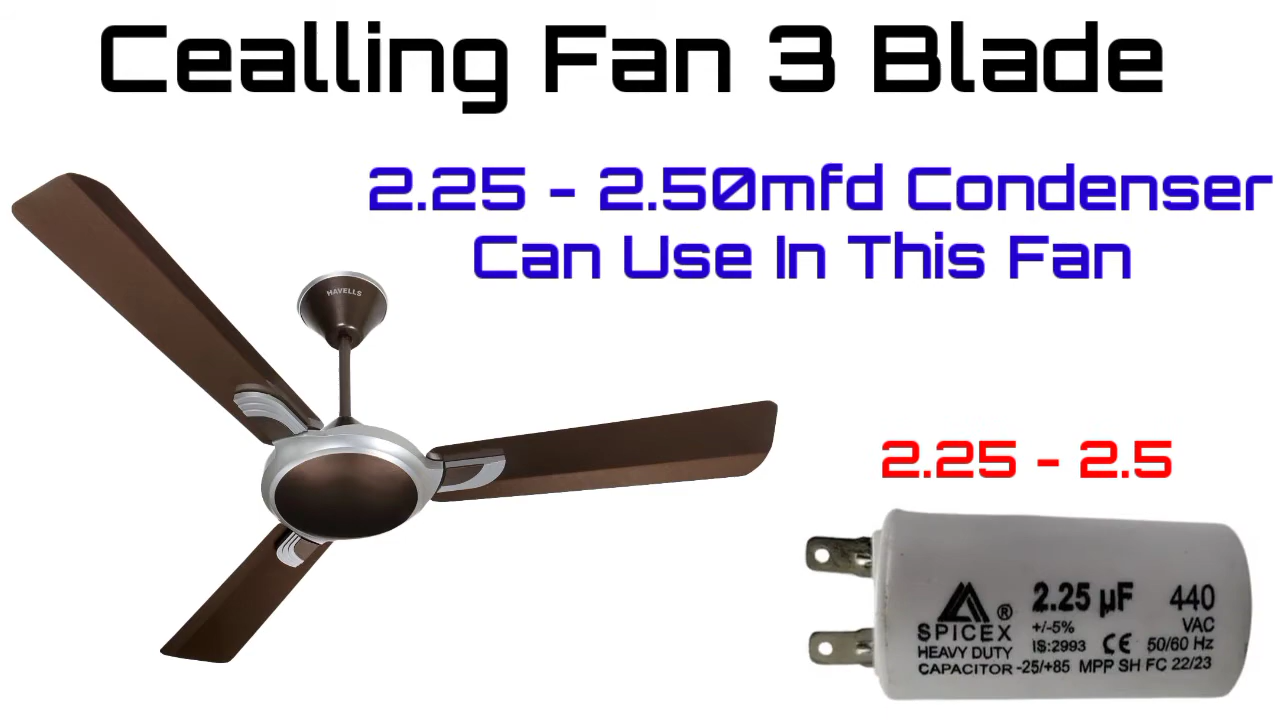 Cealling Fan 3 Blade
2.25 - 2.50mfd Condenser
Can Use In This Fan
HAVELLS
2.25 - 2.5
2.25 µF 440
® +/-5% VAC
SPICEX IS:2993 CE 50/60 Hz
HEAVY DUTY
CAPACITOR -25/+85 MPP SH FC 22/23